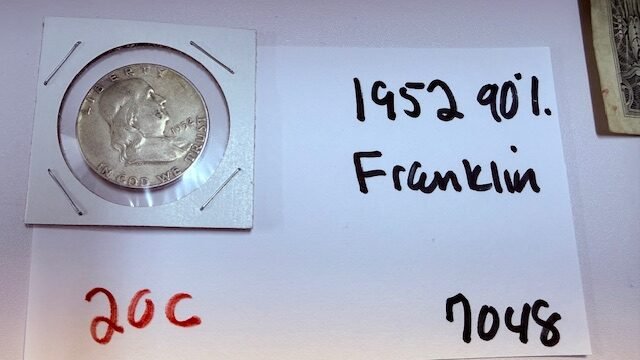 LIBERTY
1952
IN GOD WE TRUST
1952 90%.
Franklin
20C
7048